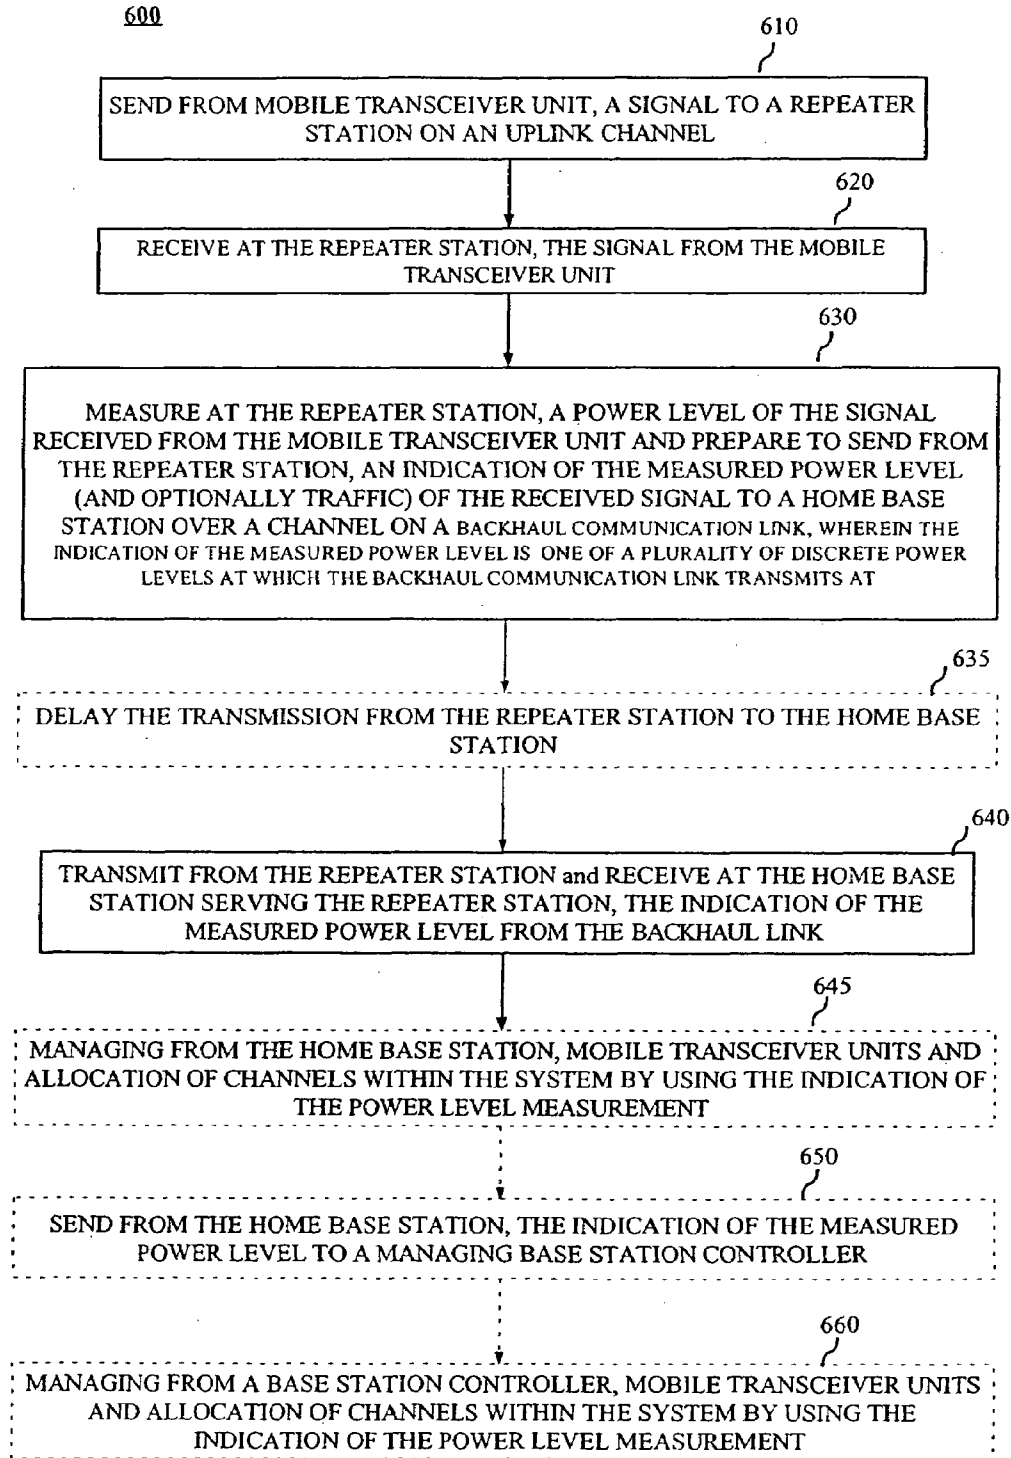 600
610
SEND FROM MOBILE TRANSCEIVER UNIT, A SIGNAL TO A REPEATER
STATION ON AN UPLINK CHANNEL
620
RECEIVE AT THE REPEATER STATION, THE SIGNAL FROM THE MOBILE
TRANSCEIVER UNIT
630
MEASURE AT THE REPEATER STATION, A POWER LEVEL OF THE SIGNAL
RECEIVED FROM THE MOBILE TRANSCEIVER UNIT AND PREPARE TO SEND FROM
THE REPEATER STATION, AN INDICATION OF THE MEASURED POWER LEVEL
(AND OPTIONALLY TRAFFIC) OF THE RECEIVED SIGNAL TO A HOME BASE
STATION OVER A CHANNEL ON A BACKHAUL COMMUNICATION LINK, WHEREIN THE
INDICATION OF THE MEASURED POWER LEVEL IS ONE OF A PLURALITY OF DISCRETE POWER
LEVELS AT WHICH THE BACKHAUL COMMUNICATION LINK TRANSMITS AT
635
DELAY THE TRANSMISSION FROM THE REPEATER STATION TO THE HOME BASE
STATION
640
TRANSMIT FROM THE REPEATER STATION and RECEIVE AT THE HOME BASE
STATION SERVING THE REPEATER STATION, THE INDICATION OF THE
MEASURED POWER LEVEL FROM THE BACKHAUL LINK
645
MANAGING FROM THE HOME BASE STATION, MOBILE TRANSCEIVER UNITS AND
ALLOCATION OF CHANNELS WITHIN THE SYSTEM BY USING THE INDICATION OF
THE POWER LEVEL MEASUREMENT
650
SEND FROM THE HOME BASE STATION, THE INDICATION OF THE MEASURED
POWER LEVEL TO A MANAGING BASE STATION CONTROLLER
660
MANAGING FROM A BASE STATION CONTROLLER, MOBILE TRANSCEIVER UNITS
AND ALLOCATION OF CHANNELS WITHIN THE SYSTEM BY USING THE
INDICATION OF THE POWER LEVEL MEASUREMENT